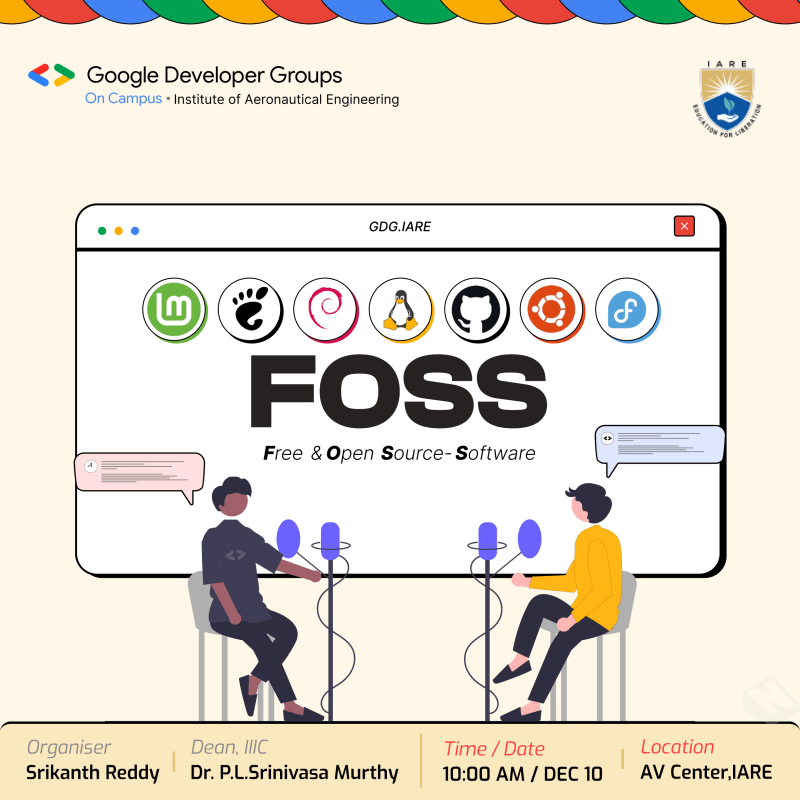 Google Developer Groups
On Campus • Institute of Aeronautical Engineering
IARE
EDUCATION FOR LIBERATION
GDG.IARE
FOSS
Free & Open Source- Software
Organiser
Srikanth Reddy
Dean, IIIC
Dr. P.L.Srinivasa Murthy
Time / Date
10:00 AM / DEC 10
Location
AV Center,IARE